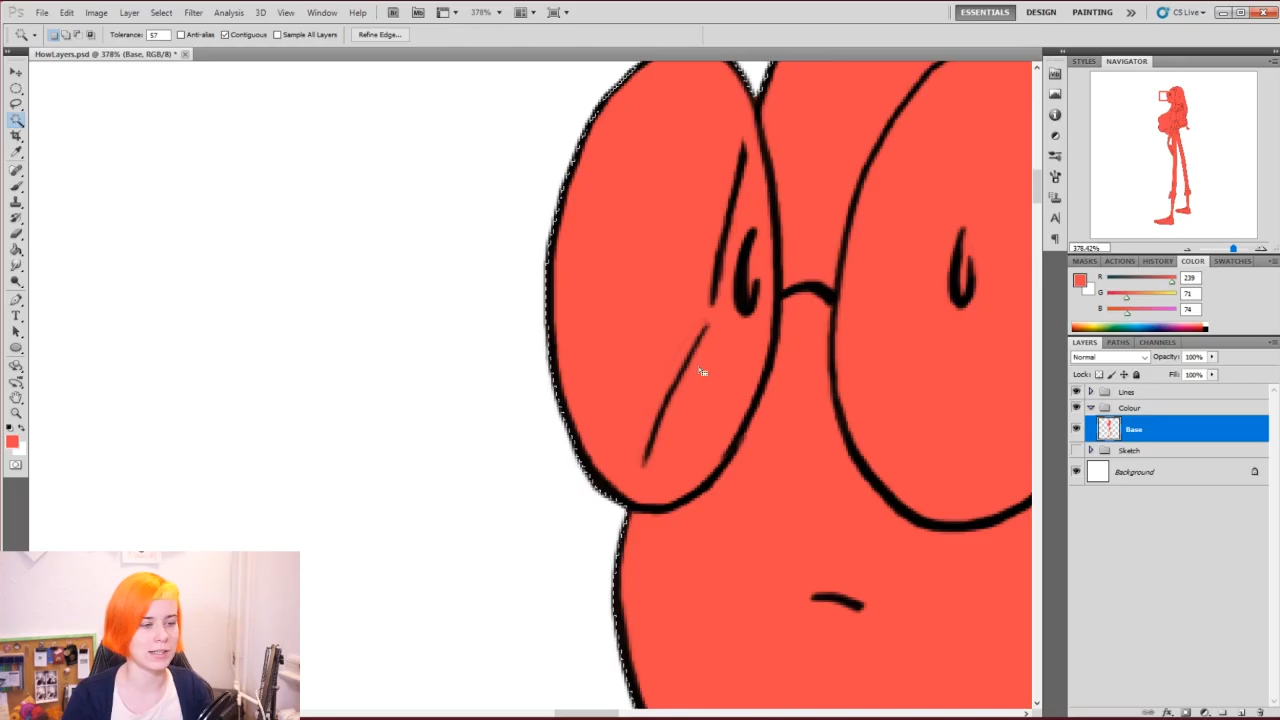 Ps File Edit Image Layer Select Filter Analysis 3D View Window Help Br Mb 378% ESSENTIALS DESIGN PAINTING CS Live
Tolerance: 57 Anti-alias Contiguous Sample All Layers Refine Edge...
HowLayers.psd @ 378% (Base, RGB/8) *
STYLES NAVIGATOR
378.42%
MASKS ACTIONS HISTORY COLOR SWATCHES
R 239
G 71
B 74
LAYERS PATHS CHANNELS
Normal Opacity: 100%
Lock: Fill: 100%
Lines
Colour
Base
Sketch
Background